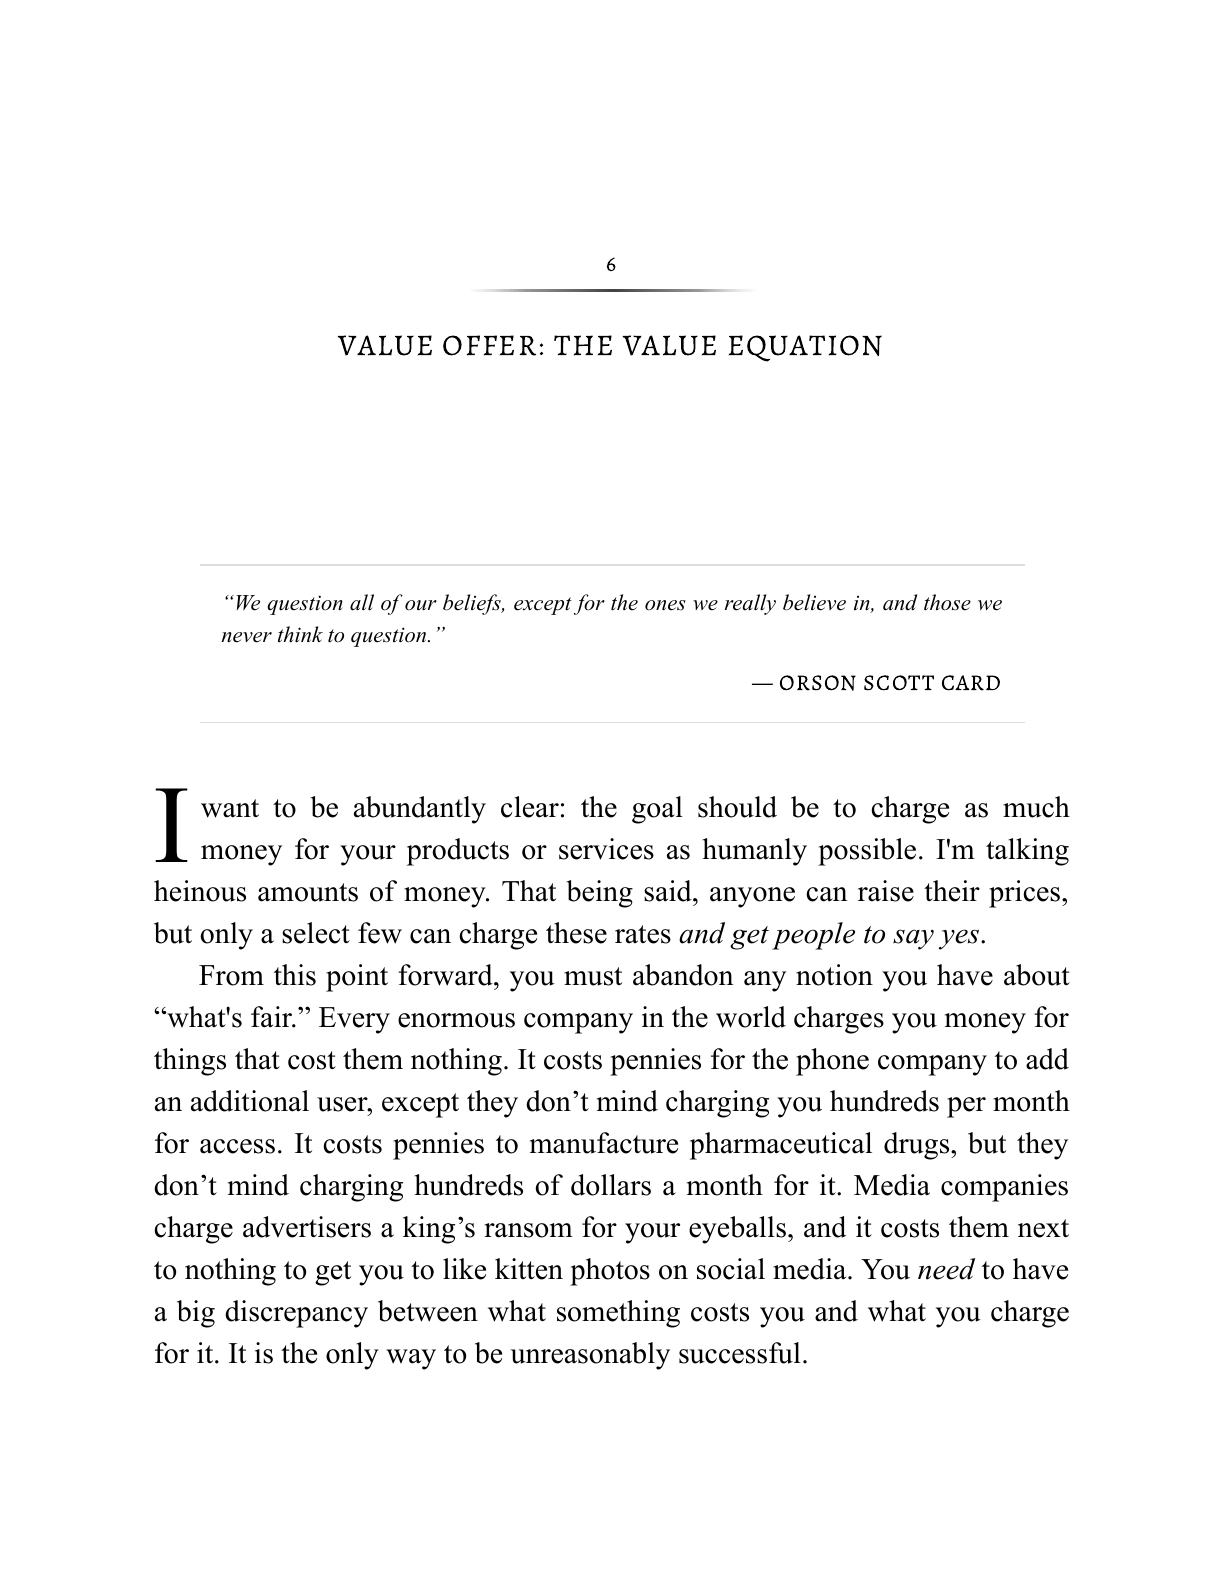 6
VALUE OFFER: THE VALUE EQUATION
“We question all of our beliefs, except for the ones we really believe in, and those we
never think to question.”
— ORSON SCOTT CARD
I want to be abundantly clear: the goal should be to charge as much
money for your products or services as humanly possible. I'm talking
heinous amounts of money. That being said, anyone can raise their prices,
but only a select few can charge these rates and get people to say yes.
From this point forward, you must abandon any notion you have about
“what's fair.” Every enormous company in the world charges you money for
things that cost them nothing. It costs pennies for the phone company to add
an additional user, except they don’t mind charging you hundreds per month
for access. It costs pennies to manufacture pharmaceutical drugs, but they
don’t mind charging hundreds of dollars a month for it. Media companies
charge advertisers a king’s ransom for your eyeballs, and it costs them next
to nothing to get you to like kitten photos on social media. You need to have
a big discrepancy between what something costs you and what you charge
for it. It is the only way to be unreasonably successful.